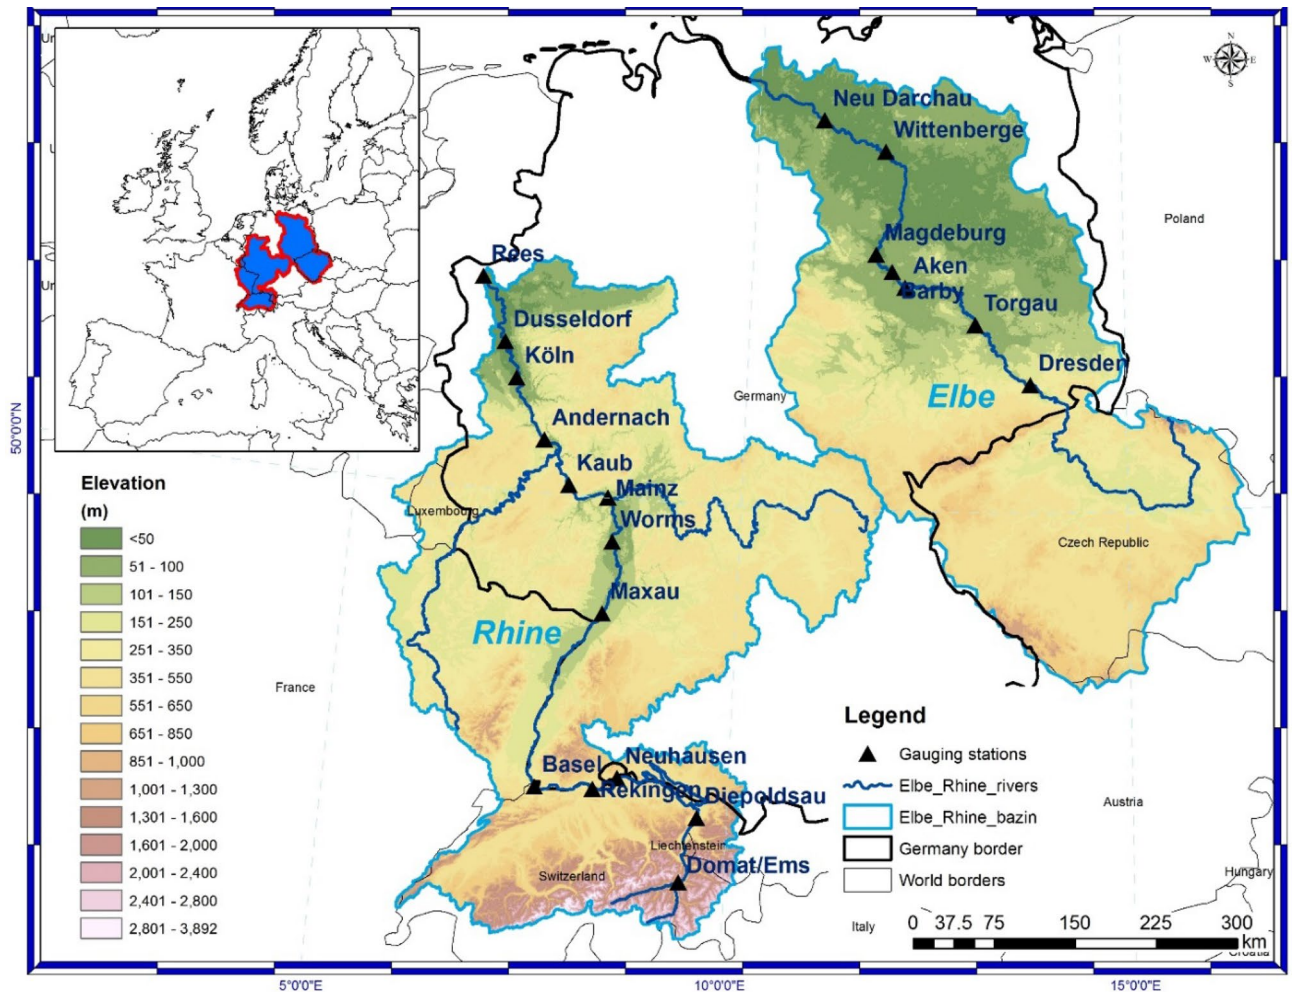 Ur
U
Ur
N
W
E
S
Neu Darchau
Wittenberge
Poland
Magdeburg
Aken
Barby
Rees
Torgau
Dusseldorf
Köln
Dresden
Germany
Elbe
50°0'0"N
Andernach
Kaub
Mainz
Worms
Luxembourg
Czech Republic
Maxau
Rhine
France
Basel
Neuhausen
Rekingen
Diepoldsau
Austria
Liechtenstein
Domat/Ems
Switzerland
Hungary
Italy
Croatia
Elevation
(m)
<50
51 - 100
101 - 150
151 - 250
251 - 350
351 - 550
551 - 650
651 - 850
851 - 1,000
1,001 - 1,300
1,301 - 1,600
1,601 - 2,000
2,001 - 2,400
2,401 - 2,800
2,801 - 3,892
Legend
Gauging stations
Elbe_Rhine_rivers
Elbe_Rhine_bazin
Germany border
World borders
0 37.5 75 150 225 300
km
5°0'0"E
10°0'0"E
15°0'0"E